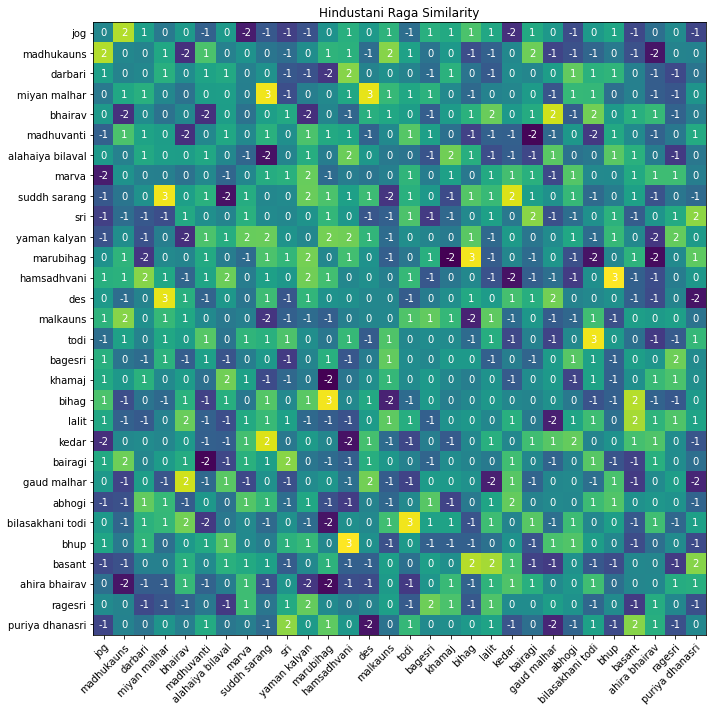 Hindustani Raga Similarity
jog 0 2 1 0 0 -1 0 -2 -1 -1 -1 0 1 0 1 -1 1 1 1 1 -2 1 0 -1 0 1 -1 0 0 -1
madhukauns 2 0 0 1 -2 1 0 0 0 -1 0 1 1 -1 2 1 0 0 -1 -1 0 2 -1 -1 -1 0 -1 -2 0 0
darbari 1 0 0 1 0 1 1 0 0 -1 -1 -2 2 0 0 0 -1 1 0 -1 0 0 0 1 1 1 0 -1 -1 0
miyan malhar 0 1 1 0 0 0 0 0 3 -1 0 0 1 3 1 1 1 0 -1 0 0 0 -1 1 1 0 0 -1 -1 0
bhairav 0 -2 0 0 0 -2 0 0 0 1 -2 0 -1 1 1 0 -1 0 1 2 0 1 2 -1 2 0 1 1 -1 0
madhuvanti -1 1 1 0 -2 0 1 0 1 0 1 1 1 -1 0 1 0 0 -1 -1 -1 -2 -1 0 -2 1 0 -1 0 1
alahaiya bilaval 0 0 1 0 0 1 0 -1 -2 0 1 0 2 0 0 0 -1 2 1 -1 -1 -1 1 0 0 1 1 0 -1 0
marva -2 0 0 0 0 0 -1 0 1 1 2 -1 0 0 0 1 0 1 0 1 1 1 -1 1 0 0 1 1 1 0
suddh sarang -1 0 0 3 0 1 -2 1 0 0 2 1 1 1 -2 1 0 -1 1 1 2 1 0 1 -1 0 1 -1 0 -1
sri -1 -1 -1 -1 1 0 0 1 0 0 0 1 0 -1 -1 1 -1 -1 0 1 0 2 -1 -1 0 1 -1 0 1 2
yaman kalyan -1 0 -1 0 -2 1 1 2 2 0 0 2 2 1 -1 0 0 0 1 -1 0 0 0 1 -1 1 0 -2 2 0
marubihag 0 1 -2 0 0 1 0 -1 1 1 2 0 1 0 -1 0 1 -2 3 -1 0 0 -1 -1 -2 0 1 -2 0 1
hamsadhvani 1 1 2 1 -1 1 2 0 1 0 2 1 0 0 0 1 -1 0 0 -1 -2 -1 -1 -1 0 3 -1 -1 0 0
des 0 -1 0 3 1 -1 0 0 1 -1 1 0 0 0 0 -1 0 0 1 0 1 1 2 0 0 0 -1 -1 0 -2
malkauns 1 2 0 1 1 0 0 0 -2 -1 -1 -1 0 0 0 1 1 1 -2 1 -1 0 -1 -1 1 -1 0 0 0 0
todi -1 1 0 1 0 1 0 1 1 1 0 0 1 -1 1 0 0 0 -1 1 -1 0 -1 0 3 0 0 -1 -1 1
bagesri 1 0 -1 1 -1 0 -1 0 0 -1 0 1 -1 0 1 0 0 0 0 -1 0 -1 0 1 1 -1 0 0 2 0
khamaj 1 0 1 0 0 0 2 1 -1 -1 0 -2 0 0 1 0 0 0 0 0 -1 0 0 -1 1 -1 0 1 1 0
bihag 1 -1 0 -1 1 -1 1 0 1 0 1 3 0 1 -2 -1 0 0 0 0 0 0 0 0 -1 -1 2 -1 -1 0
lalit 1 -1 -1 0 2 -1 -1 1 1 1 -1 -1 -1 0 1 1 -1 0 0 0 0 0 -2 1 1 0 2 1 1 1
kedar -2 0 0 0 0 -1 -1 1 2 0 0 0 -2 1 -1 -1 0 -1 0 0 0 1 1 2 0 0 1 1 0 -1
bairagi 1 2 0 0 1 -2 -1 1 1 2 0 0 -1 1 0 0 -1 0 0 0 1 0 0 0 1 -1 -1 1 0 0
gaud malhar 0 -1 0 -1 2 -1 1 -1 0 -1 0 -1 -1 2 -1 -1 0 0 0 -2 1 0 0 0 -1 1 -1 0 0 -2
abhogi -1 -1 1 1 -1 0 0 1 1 -1 1 -1 -1 0 -1 0 1 -1 0 1 2 0 0 0 1 1 0 0 0 -1
bilasakhani todi 0 -1 1 1 2 -2 0 0 -1 0 -1 -2 0 0 1 3 1 1 -1 1 0 1 -1 1 0 0 -1 1 -1 1
bhup 1 0 1 0 0 1 1 0 0 1 1 0 3 0 -1 0 -1 -1 -1 0 0 -1 1 1 0 0 -1 0 0 -1
basant -1 -1 0 0 1 0 1 1 1 -1 0 1 -1 -1 0 0 0 0 2 2 1 -1 -1 0 -1 -1 0 0 -1 2
ahira bhairav 0 -2 -1 -1 1 -1 0 1 -1 0 -2 -2 -1 -1 0 -1 0 1 -1 1 1 1 0 0 1 0 0 0 1 1
ragesri 0 0 -1 -1 -1 0 -1 1 0 1 2 0 0 0 0 -1 2 1 -1 1 0 0 0 0 -1 0 -1 1 0 -1
puriya dhanasri -1 0 0 0 0 1 0 0 -1 2 0 1 0 -2 0 1 0 0 0 1 -1 0 -2 -1 1 -1 2 1 -1 0
jog madhukauns darbari miyan malhar bhairav madhuvanti alahaiya bilaval marva suddh sarang sri yaman kalyan marubihag hamsadhvani des malkauns todi bagesri khamaj bihag lalit kedar bairagi gaud malhar abhogi bilasakhani todi bhup basant ahira bhairav ragesri puriya dhanasri